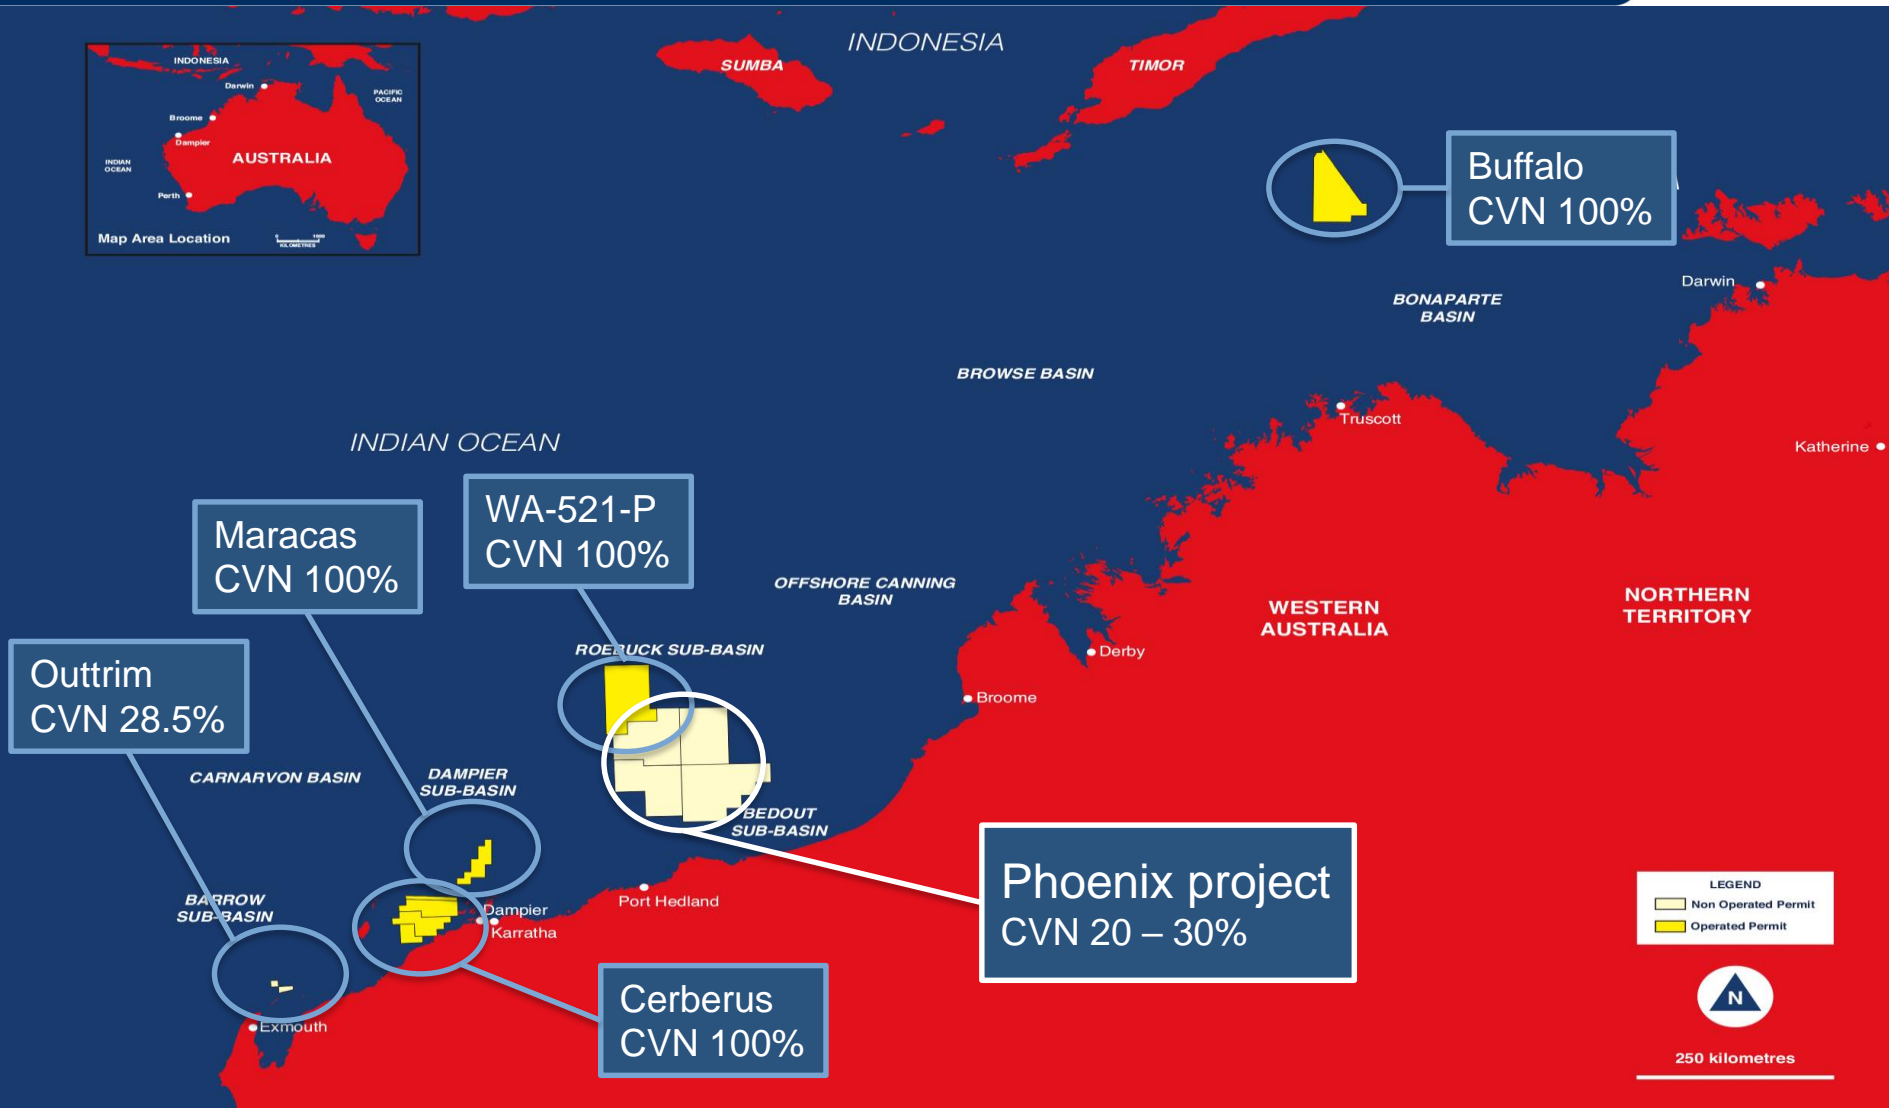 INDONESIA
SUMBA
TIMOR
INDONESIA
Darwin
PACIFIC
OCEAN
Broome
Dampier
INDIAN
OCEAN
AUSTRALIA
Perth
Map Area Location
0 1000
KILOMETRES
Buffalo
CVN 100%
Darwin
BONAPARTE
BASIN
BROWSE BASIN
Truscott
Katherine
INDIAN OCEAN
WA-521-P
CVN 100%
Maracas
CVN 100%
OFFSHORE CANNING
BASIN
WESTERN
AUSTRALIA
NORTHERN
TERRITORY
ROEBUCK SUB-BASIN
Derby
Outtrim
CVN 28.5%
Broome
CARNARVON BASIN
DAMPIER
SUB-BASIN
BEDOUT
SUB-BASIN
Phoenix project
CVN 20 – 30%
BARROW
SUB-BASIN
Dampier
Karratha
Port Hedland
LEGEND
Non Operated Permit
Operated Permit
Cerberus
CVN 100%
Exmouth
N
250 kilometres